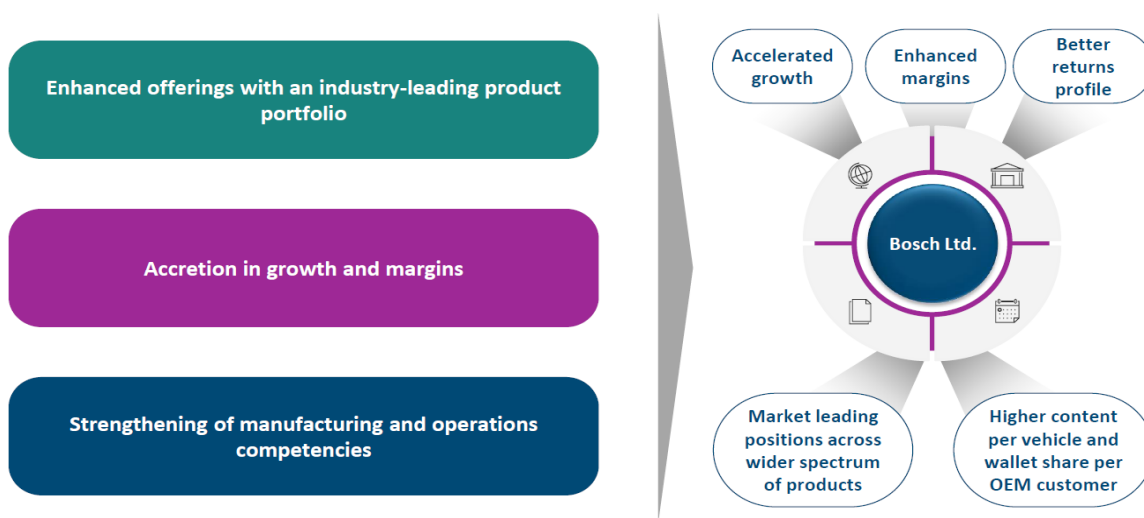 Enhanced offerings with an industry-leading product
portfolio
Accretion in growth and margins
Strengthening of manufacturing and operations
competencies
Accelerated
growth
Enhanced
margins
Better
returns
profile
Bosch Ltd.
Market leading
positions across
wider spectrum
of products
Higher content
per vehicle and
wallet share per
OEM customer